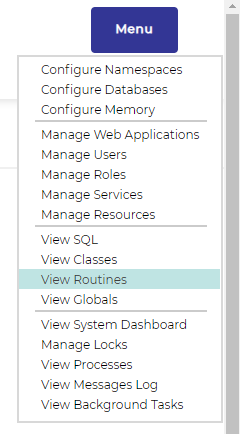 Menu
Configure Namespaces
Configure Databases
Configure Memory
Manage Web Applications
Manage Users
Manage Roles
Manage Services
Manage Resources
View SQL
View Classes
View Routines
View Globals
View System Dashboard
Manage Locks
View Processes
View Messages Log
View Background Tasks